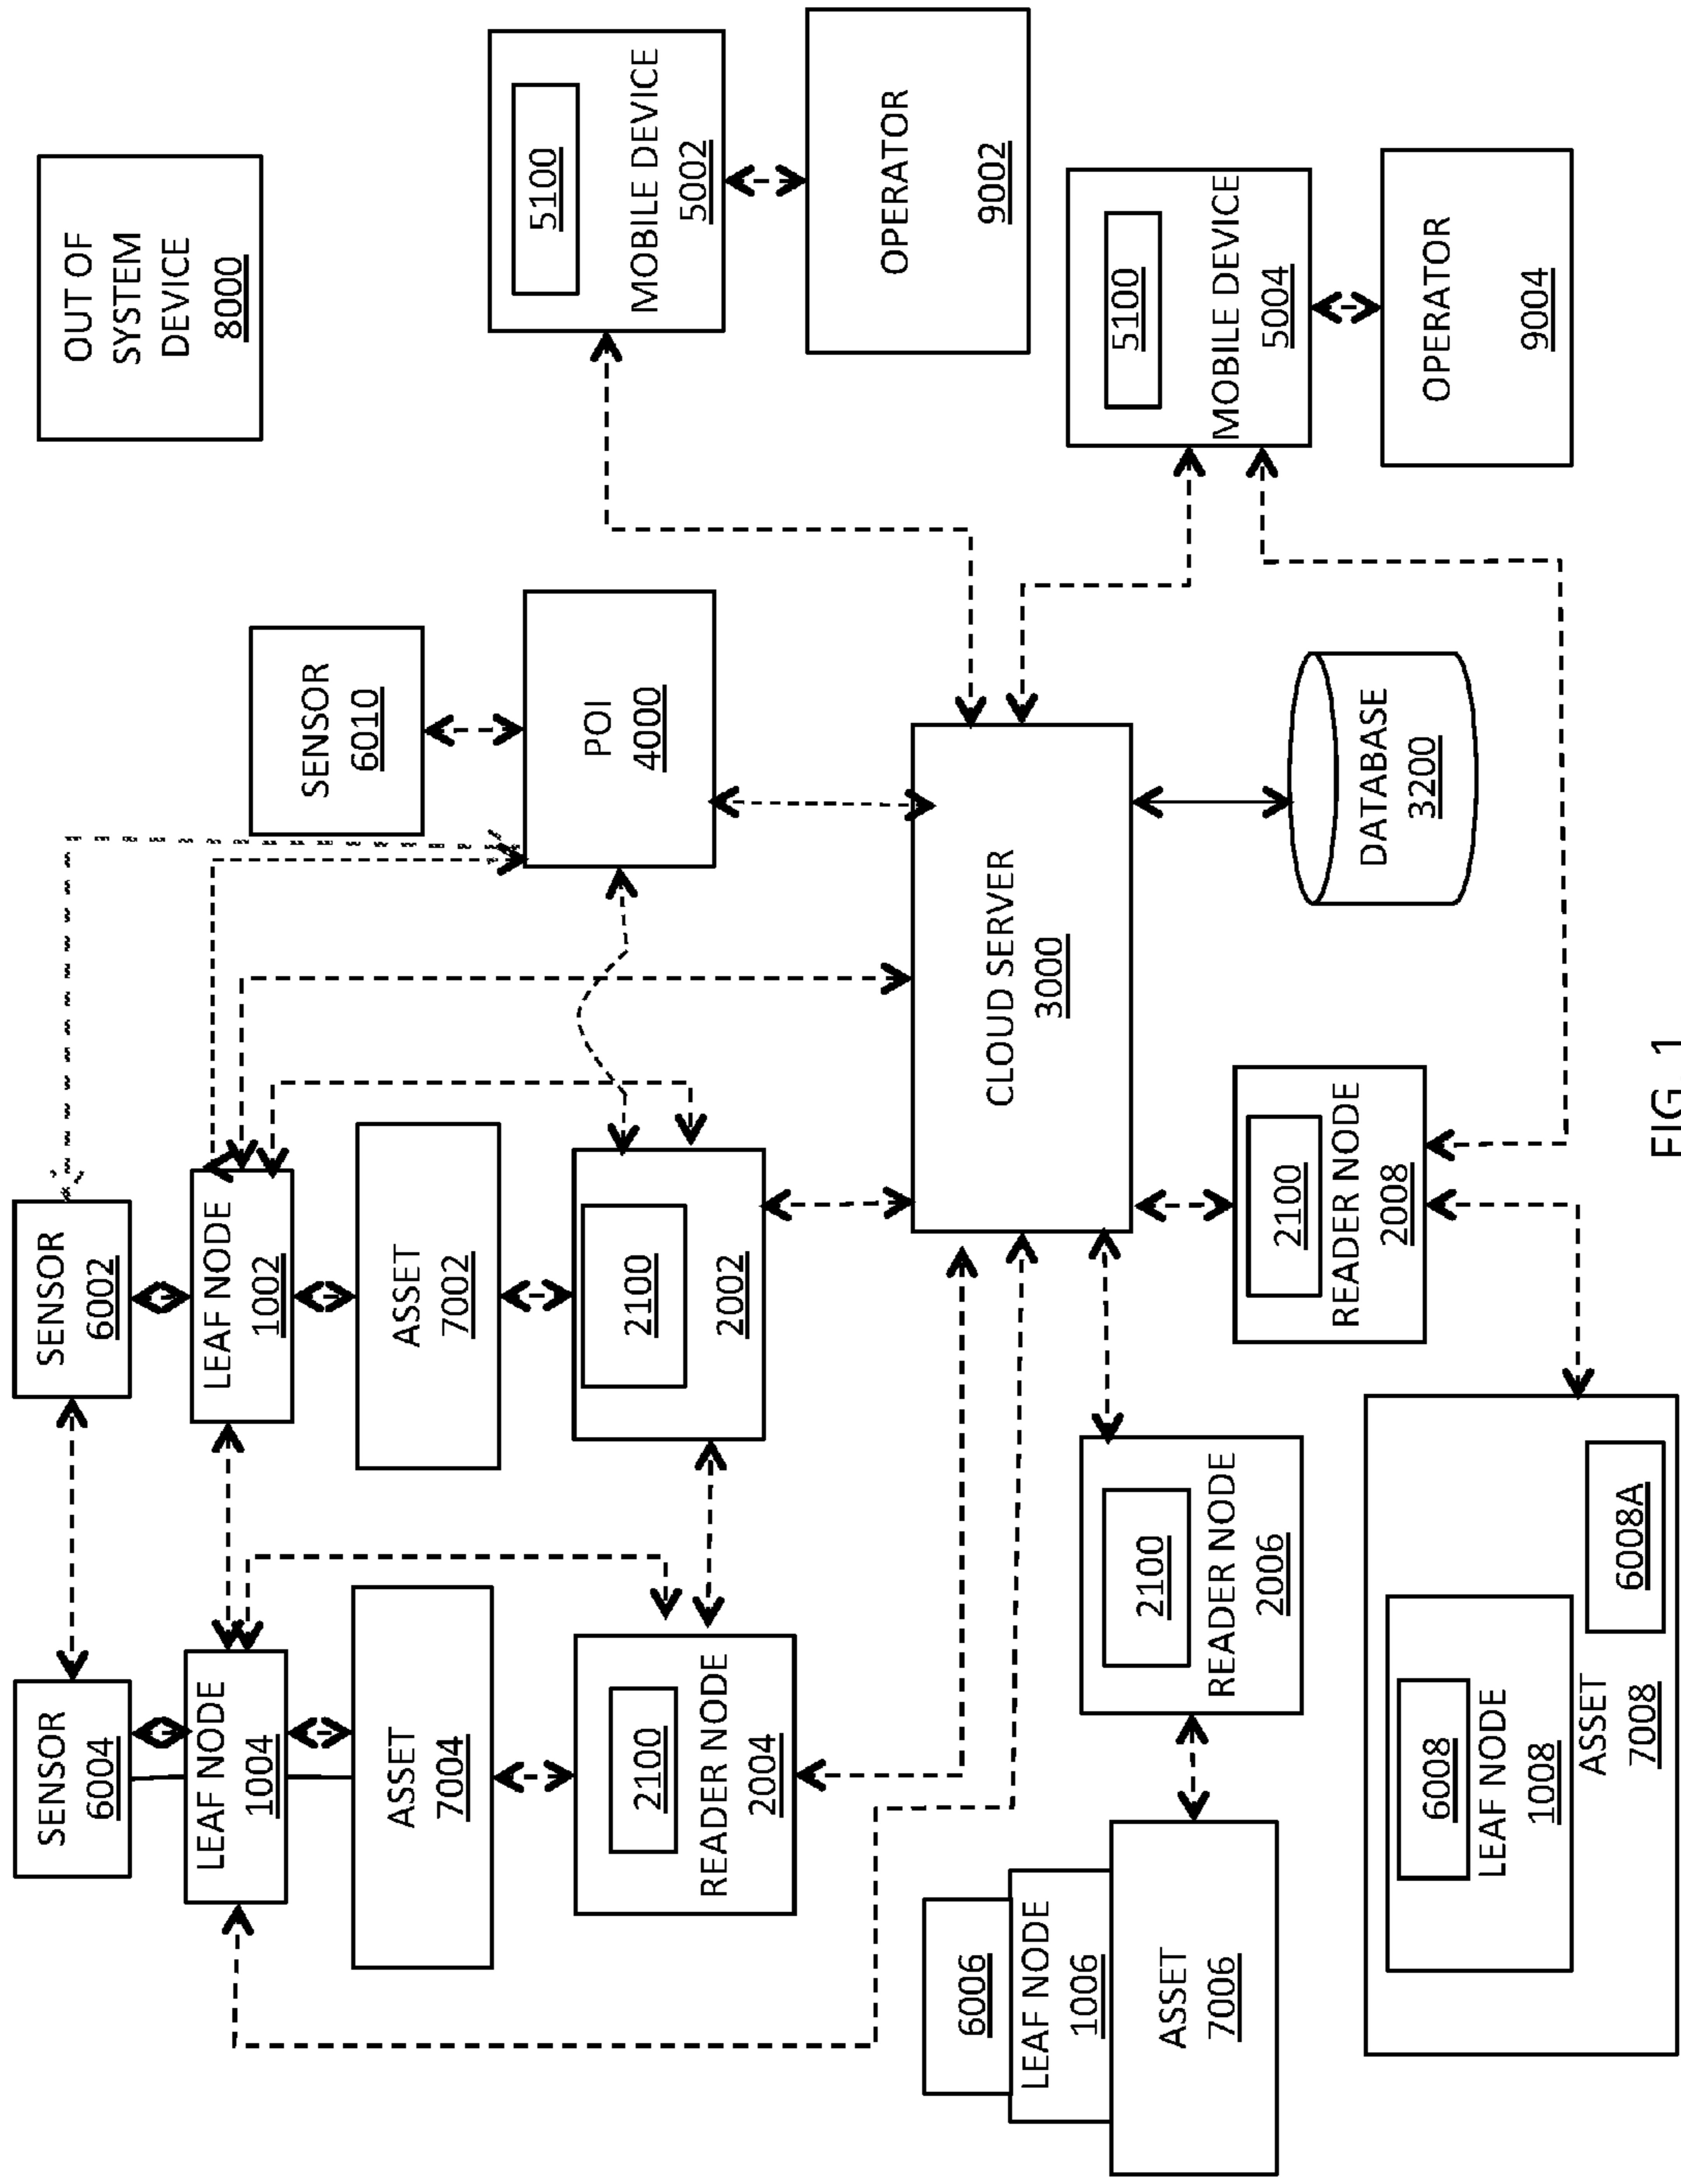 SENSOR
6004
SENSOR
6002
OUT OF
SYSTEM
DEVICE
8000
LEAF NODE
1004
LEAF NODE
1002
SENSOR
6010
ASSET
7004
ASSET
7002
2100
READER NODE
2004
2100
2002
POI
4000
5100
MOBILE DEVICE
5002
OPERATOR
9002
6006
LEAF NODE
1006
ASSET
7006
2100
READER NODE
2006
CLOUD SERVER
3000
5100
MOBILE DEVICE
5004
6008
LEAF NODE
1008
6008A
ASSET
7008
2100
READER NODE
2008
DATABASE
3200
OPERATOR
9004
FIG. 1